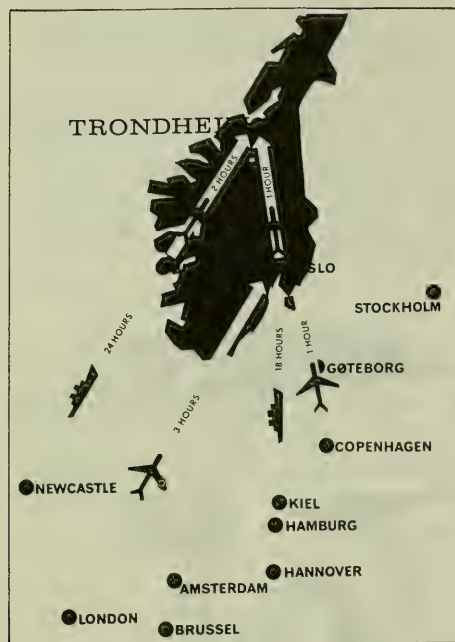 TRONDHEI
2 HOURS
1 HOUR
SLO
STOCKHOLM
24 HOURS
18 HOURS
1 HOUR
GØTEBORG
3 HOURS
COPENHAGEN
NEWCASTLE
KIEL
HAMBURG
HANNOVER
AMSTERDAM
LONDON
BRUSSEL